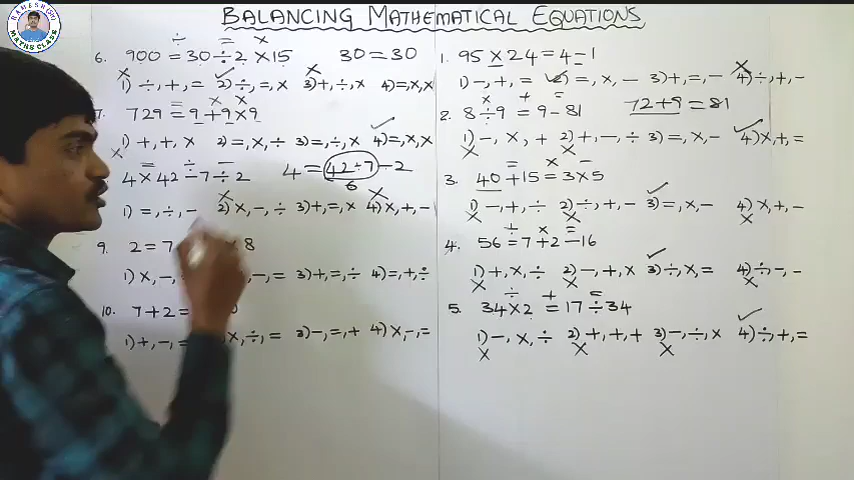 RAMESH SIR
MATHS CLASS
BALANCING MATHEMATICAL EQUATIONS
÷ = ×
6. 900 = 30 ÷ 2 × 15 30 = 30
1) ÷, +, = 2) ÷, =, × 3) +, ÷, × 4) =, ×, ×
= × ×
7. 729 = 9 + 9 × 9
1) +, +, × 2) =, ×, ÷ 3) =, ÷, × 4) =, ×, ×
= ÷ −
4 × 42 − 7 ÷ 2 4 = 42 ÷ 7 − 2
6
1) =, ÷, − 2) ×, −, ÷ 3) +, =, × 4) ×, +, −
9. 2 = 7 × 8
1) ×, − −, = 3) +, =, ÷ 4) =, +, ÷
10. 7 + 2 =
1) +, −, = ×, ÷, = 3) −, =, + 4) ×, −, =
1. 95 × 24 = 4 − 1
1) −, +, = 2) =, ×, − 3) +, =, − 4) ÷, +, −
× + =
2. 8 ÷ 9 = 9 − 81 72 + 9 = 81
1) −, ×, + 2) +, −, ÷ 3) =, ×, − 4) ×, +, =
= × −
3. 40 + 15 = 3 × 5
1) −, +, ÷ 2) ÷, +, − 3) =, ×, − 4) ×, +, −
÷ × =
4. 56 = 7 + 2 − 16
1) +, ×, ÷ 2) −, +, × 3) ÷, ×, = 4) ÷, −, −
÷ + =
5. 34 × 2 = 17 ÷ 34
1) −, ×, ÷ 2) +, +, + 3) −, ÷, × 4) ÷, +, =